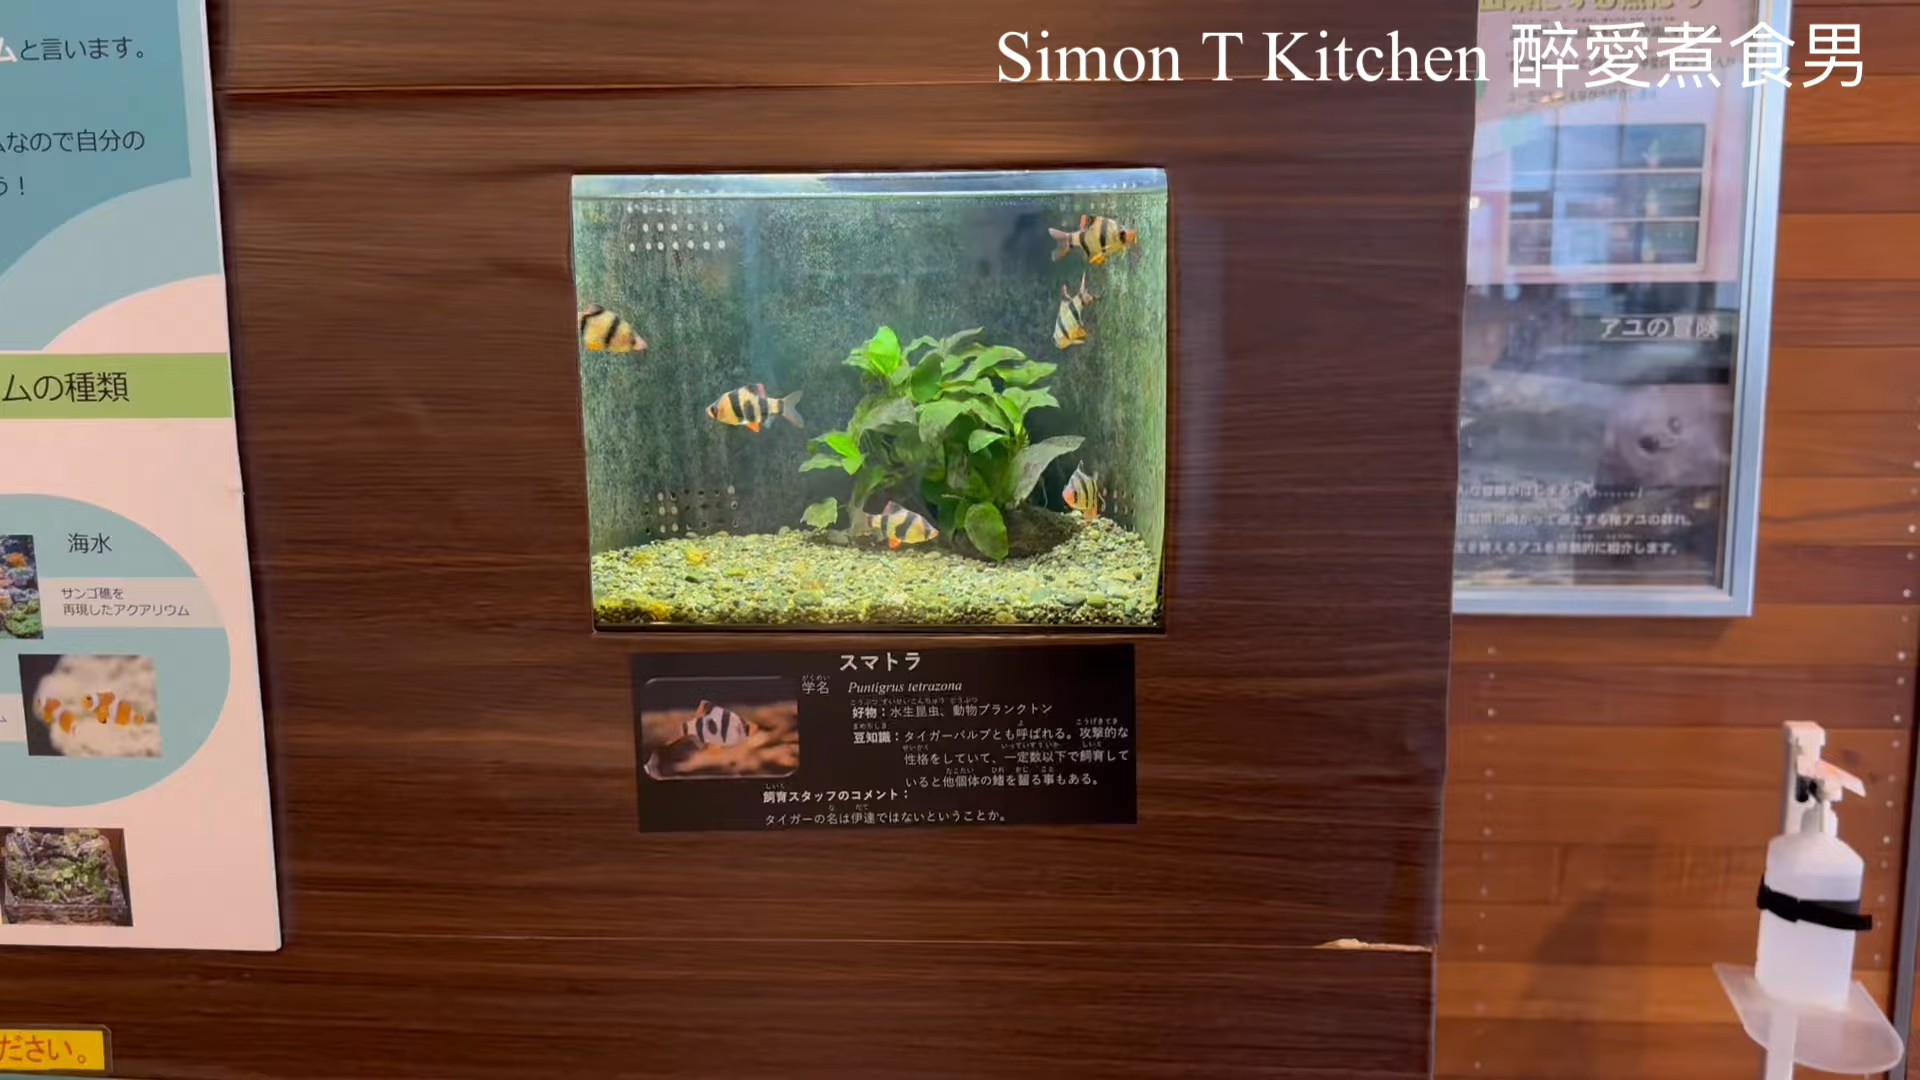 Simon T Kitchen 醉愛煮食男
ムと言います。
なので自分の
う！
ムの種類
海水
サンゴ礁を
再現したアクアリウム
ださい。
スマトラ
学名 Puntigrus tetrazona
好物：水生昆虫、動物プランクトン
豆知識：タイガーバルブとも呼ばれる。攻撃的な
性格をしていて、一定数以下で飼育して
いると他個体の鰭を齧る事もある。
飼育スタッフのコメント：
タイガーの名は伊達ではないということか。
アユの冒険